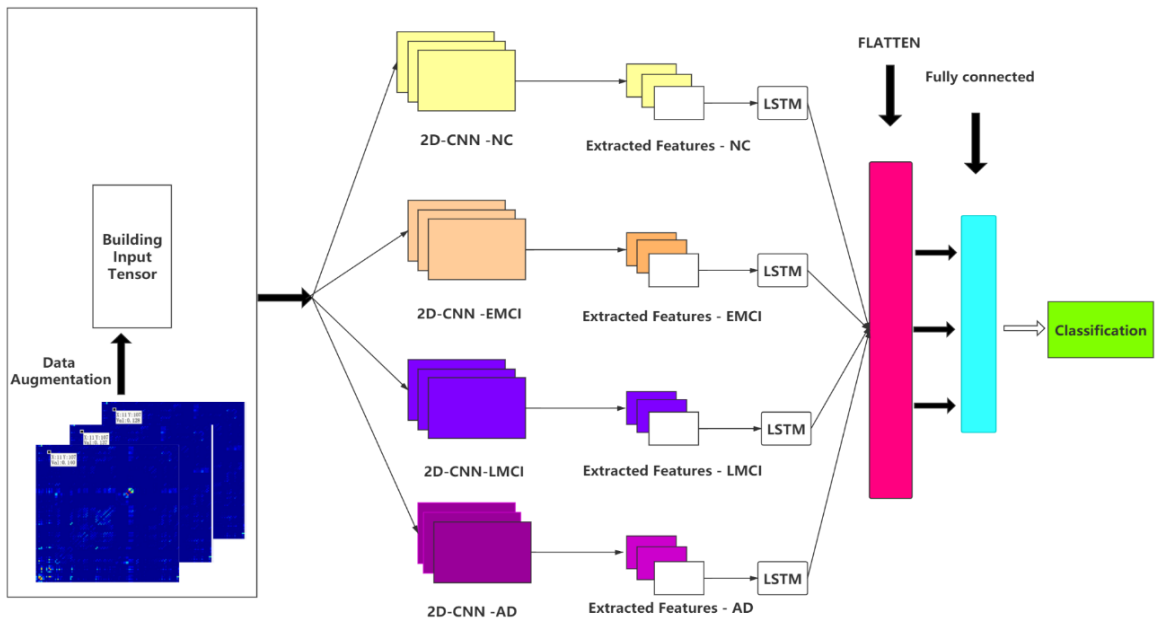 FLATTEN
Fully connected
LSTM
2D-CNN -NC
Extracted Features - NC
Building
Input
Tensor
LSTM
2D-CNN -EMCI
Extracted Features - EMCI
Classification
Data
Augmentation
LSTM
2D-CNN-LMCI
Extracted Features - LMCI
LSTM
2D-CNN -AD
Extracted Features - AD